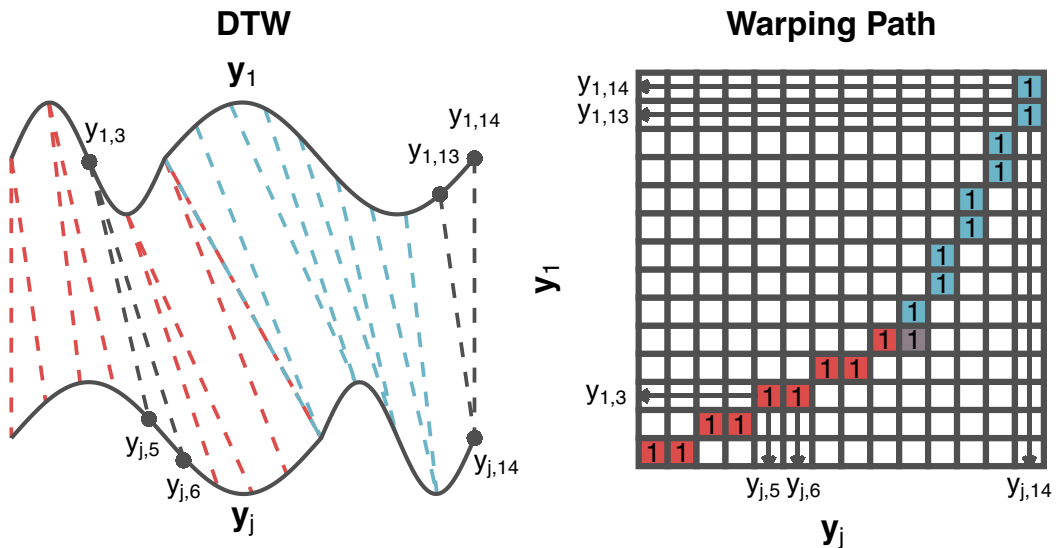 DTW
y1
y1,3
y1,14
y1,13
yj,5
yj,6
yj,14
yj
Warping Path
y1,14 1
y1,13 1
1
1
1
1
1
1
1
y1 1 1
1 1
y1,3 1 1
1 1
1 1
yj,5 yj,6 yj,14
yj